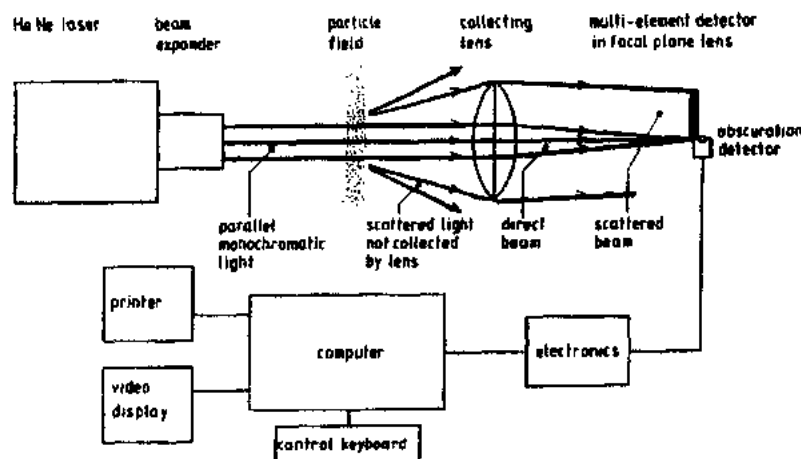 He Ne laser
beam
expander
particle
field
collecting
lens
multi-element detector
in focal plane lens
obscuration
detector
parallel
monochromatic
light
scattered light
not collected
by lens
direct
beam
scattered
beam
printer
computer
electronics
video
display
kontrol keyboard